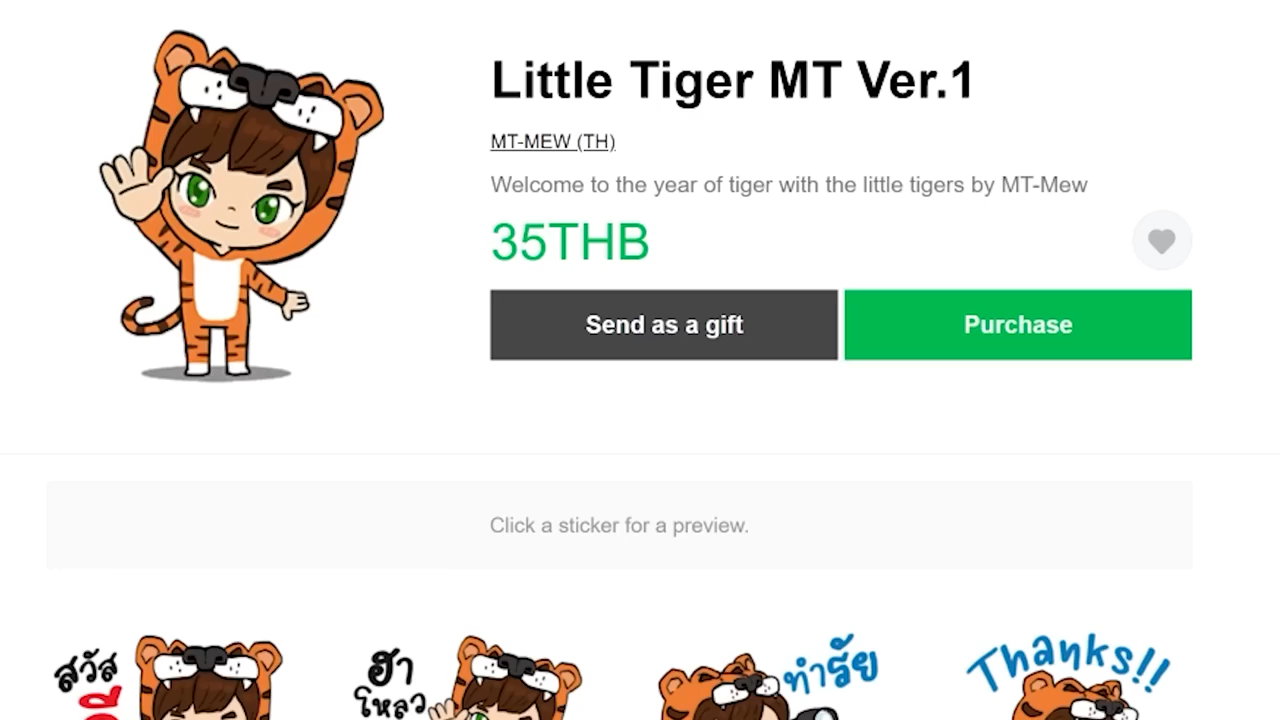 Little Tiger MT Ver.1
MT-MEW (TH)
Welcome to the year of tiger with the little tigers by MT-Mew
35THB
Send as a gift
Purchase
Click a sticker for a preview.
สวัส
ฮา
โหลว
ทำรัย
Thanks!!